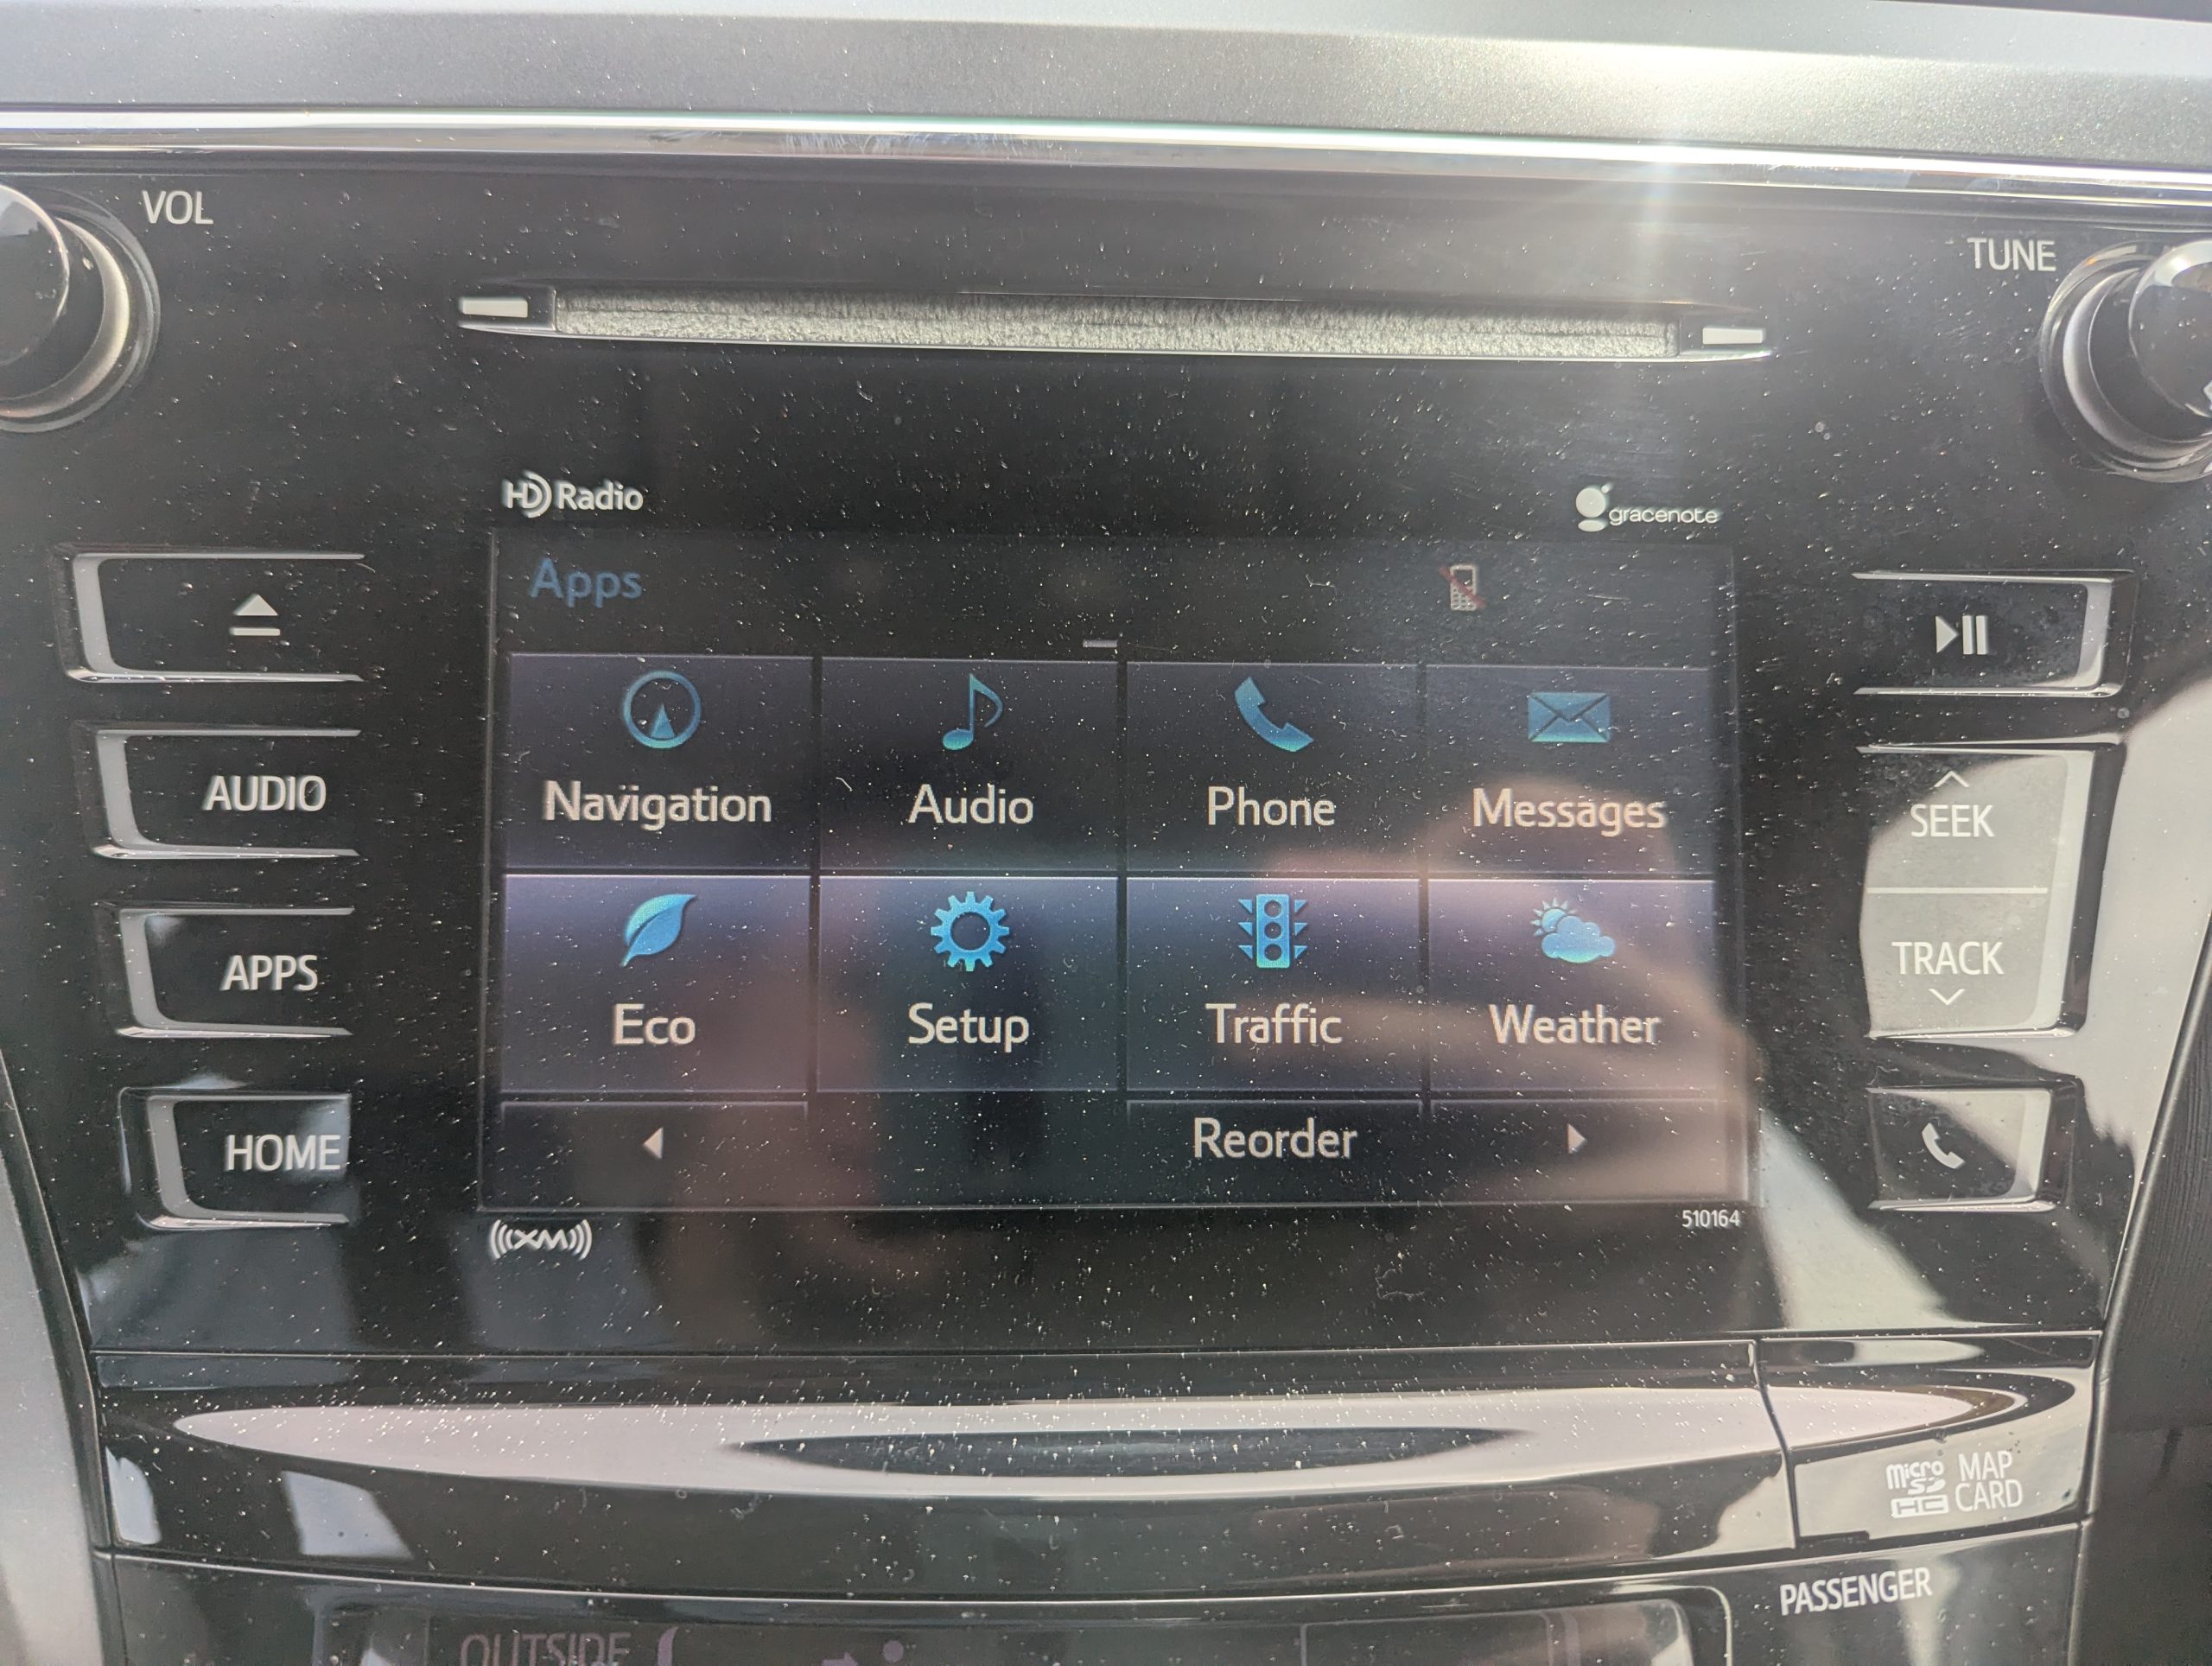 VOL
TUNE
HD Radio
gracenote
Apps
AUDIO
Navigation
Audio
Phone
Messages
SEEK
APPS
Eco
Setup
Traffic
Weather
TRACK
HOME
Reorder
510164
((XM))
micro SD HC
MAP CARD
PASSENGER
OUTSIDE